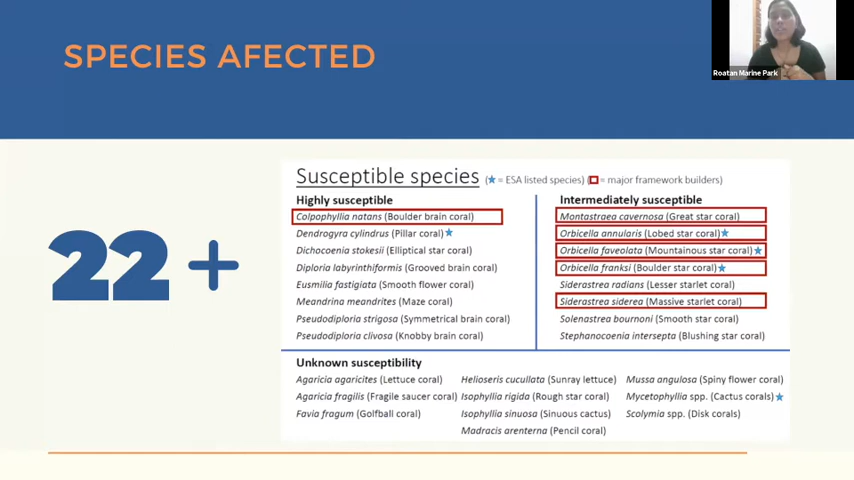 SPECIES AFECTED
Roatan Marine Park
22 +
Susceptible species (★ = ESA listed species) (☐ = major framework builders)
Highly susceptible
Colpophyllia natans (Boulder brain coral)
Dendrogyra cylindrus (Pillar coral)★
Dichocoenia stokesii (Elliptical star coral)
Diploria labyrinthiformis (Grooved brain coral)
Eusmilia fastigiata (Smooth flower coral)
Meandrina meandrites (Maze coral)
Pseudodiploria strigosa (Symmetrical brain coral)
Pseudodiploria clivosa (Knobby brain coral)
Intermediately susceptible
Montastraea cavernosa (Great star coral)
Orbicella annularis (Lobed star coral)★
Orbicella faveolata (Mountainous star coral)★
Orbicella franksi (Boulder star coral)★
Siderastrea radians (Lesser starlet coral)
Siderastrea siderea (Massive starlet coral)
Solenastrea bournoni (Smooth star coral)
Stephanocoenia intersepta (Blushing star coral)
Unknown susceptibility
Agaricia agaricites (Lettuce coral)
Agaricia fragilis (Fragile saucer coral)
Favia fragum (Golfball coral)
Helioseris cucullata (Sunray lettuce)
Isophyllia rigida (Rough star coral)
Isophyllia sinuosa (Sinuous cactus)
Madracis arenterna (Pencil coral)
Mussa angulosa (Spiny flower coral)
Mycetophyllia spp. (Cactus corals)★
Scolymia spp. (Disk corals)